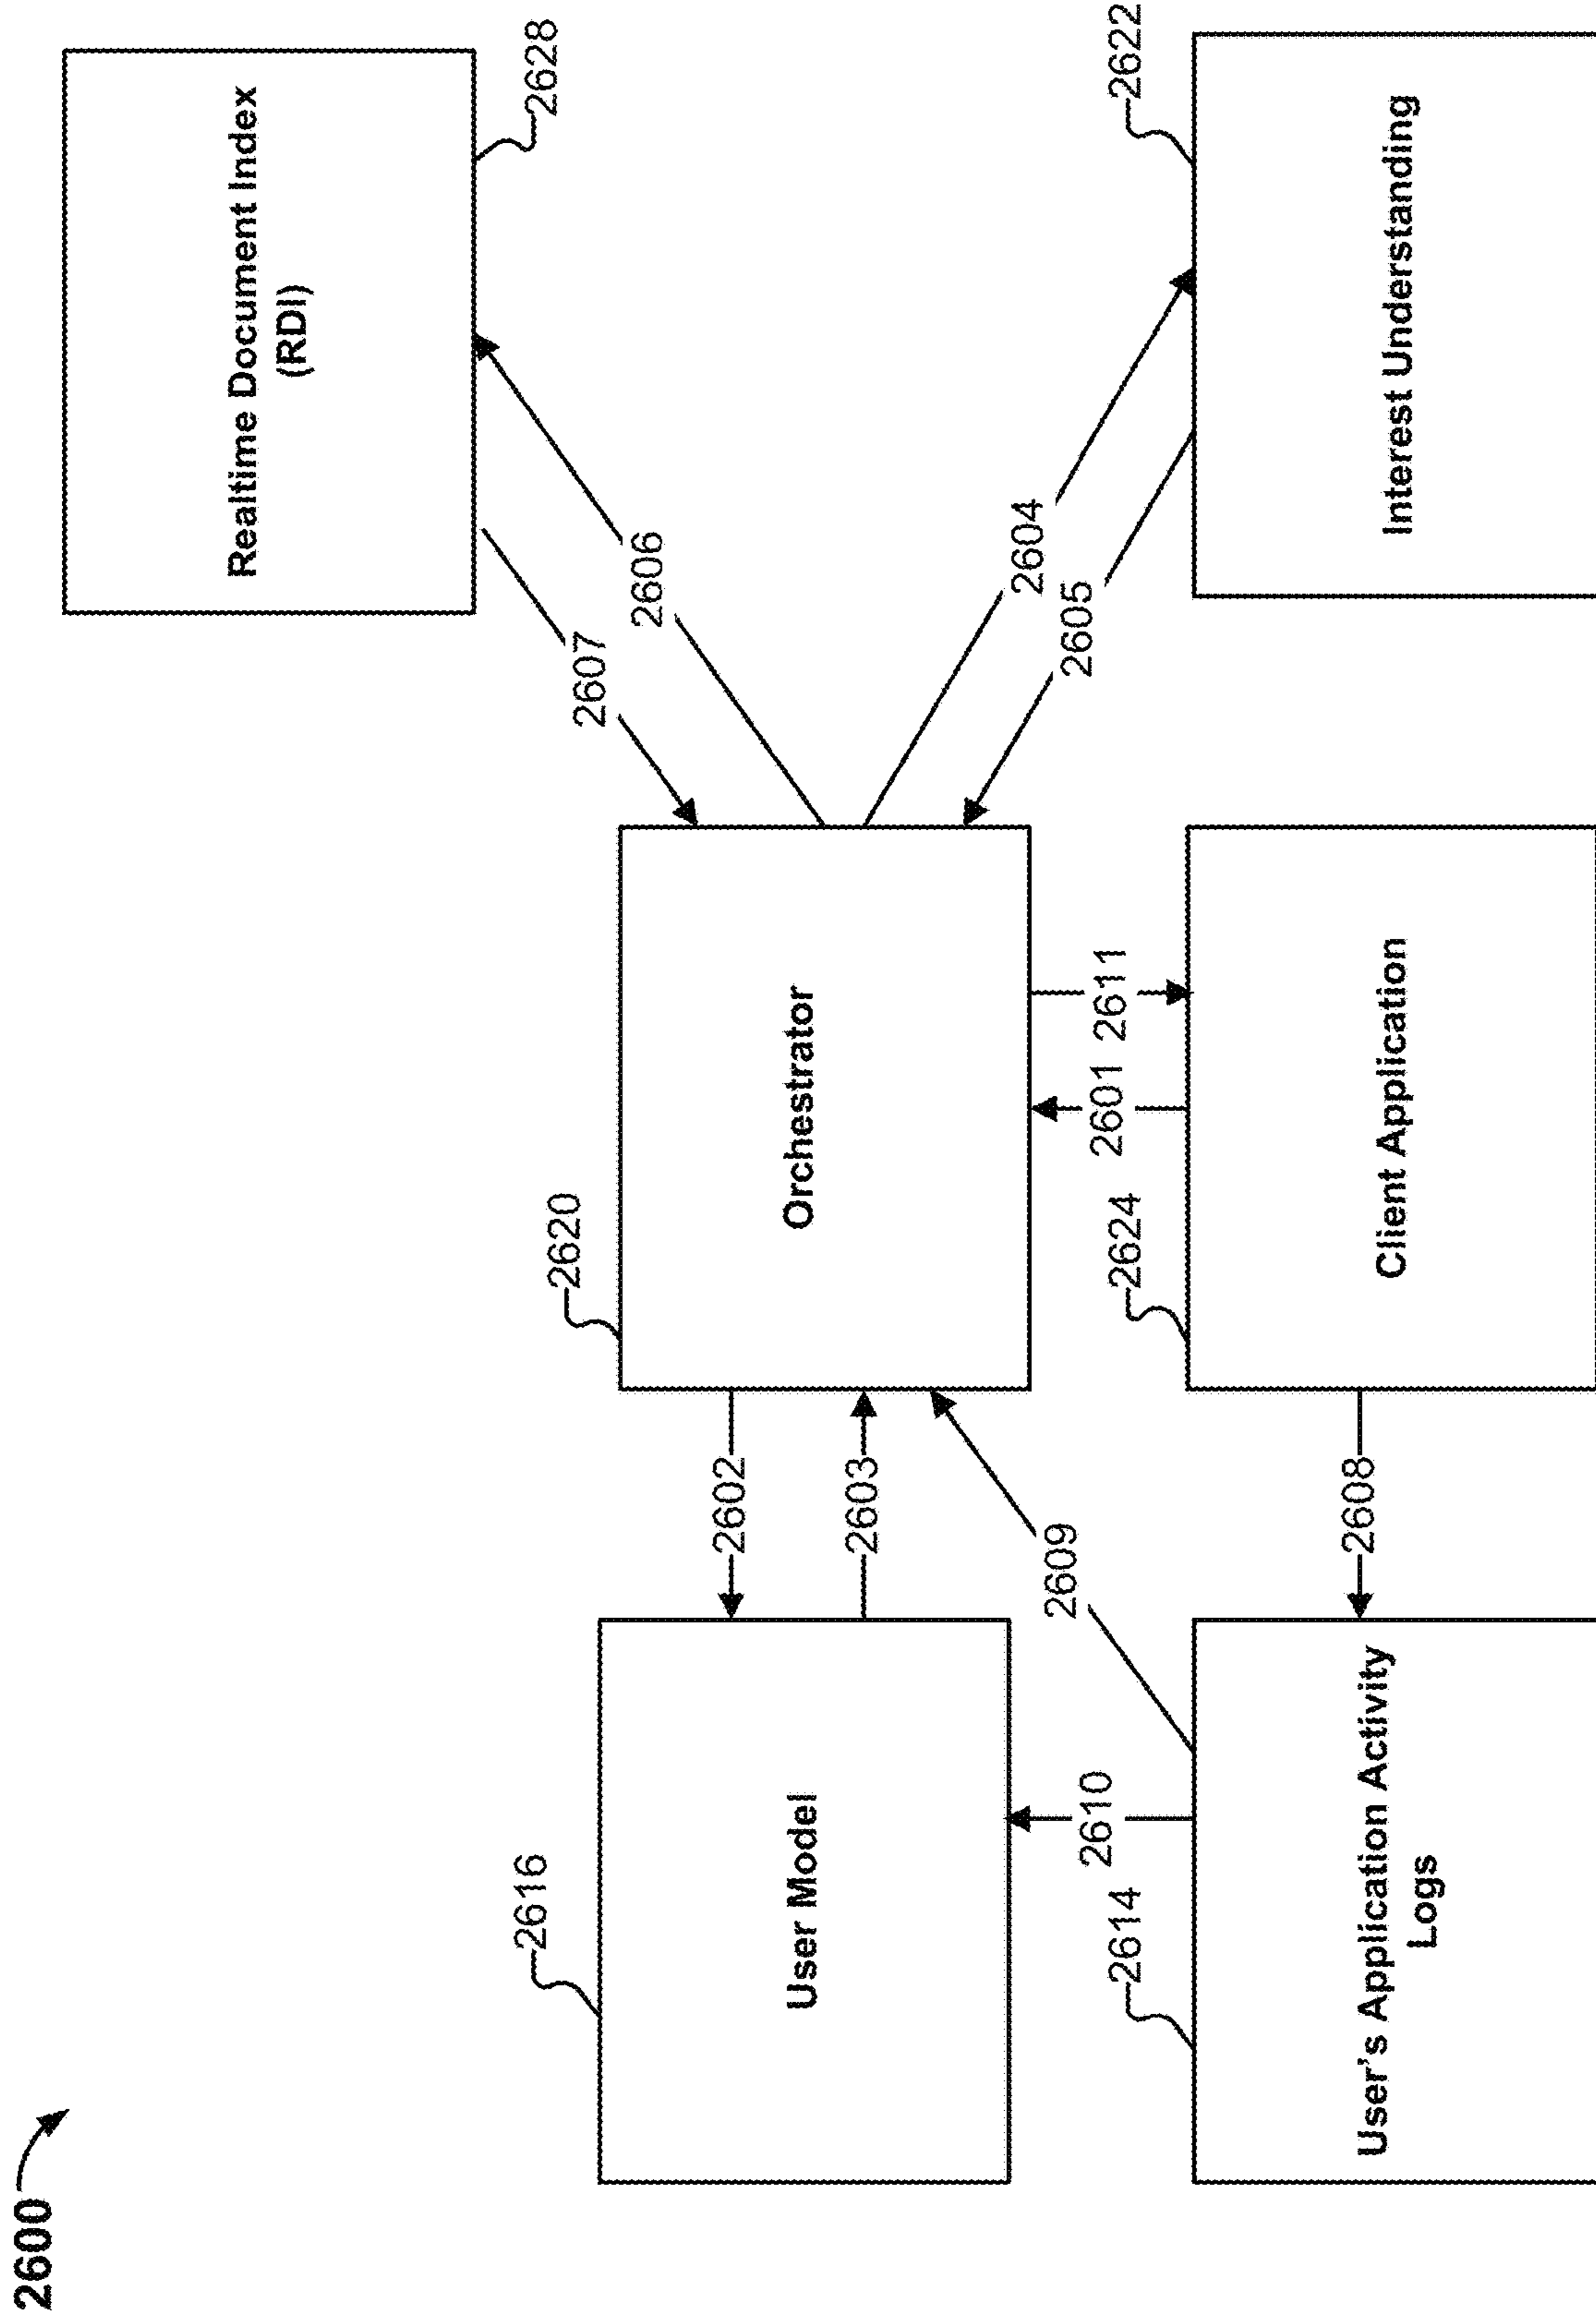 2600
2616
User Model
2614
User's Application Activity
Logs
2610
2602
2603
2609
2608
2620
Orchestrator
2624
2601
2611
Client Application
2607
2606
2604
2605
2628
Realtime Document Index
(RDI)
2622
Interest Understanding